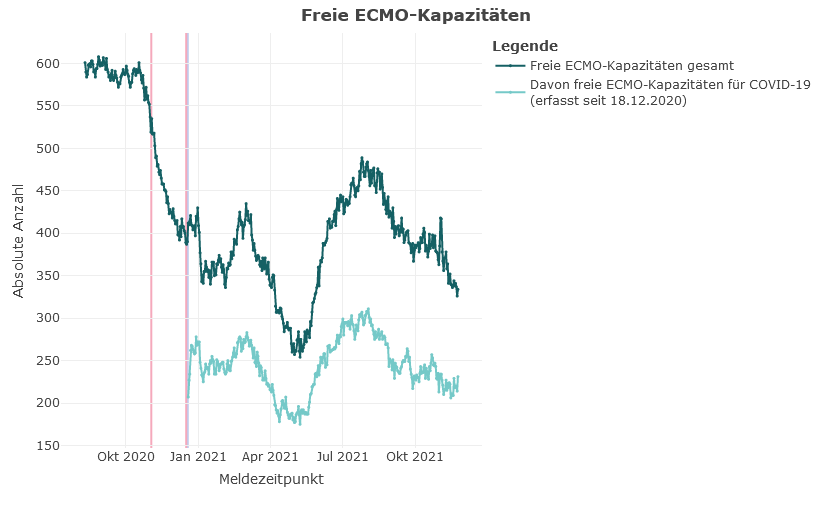 Freie ECMO-Kapazitäten
Legende
Freie ECMO-Kapazitäten gesamt
Davon freie ECMO-Kapazitäten für COVID-19
(erfasst seit 18.12.2020)
Absolute Anzahl
600
550
500
450
400
350
300
250
200
150
Okt 2020 Jan 2021 Apr 2021 Jul 2021 Okt 2021
Meldezeitpunkt